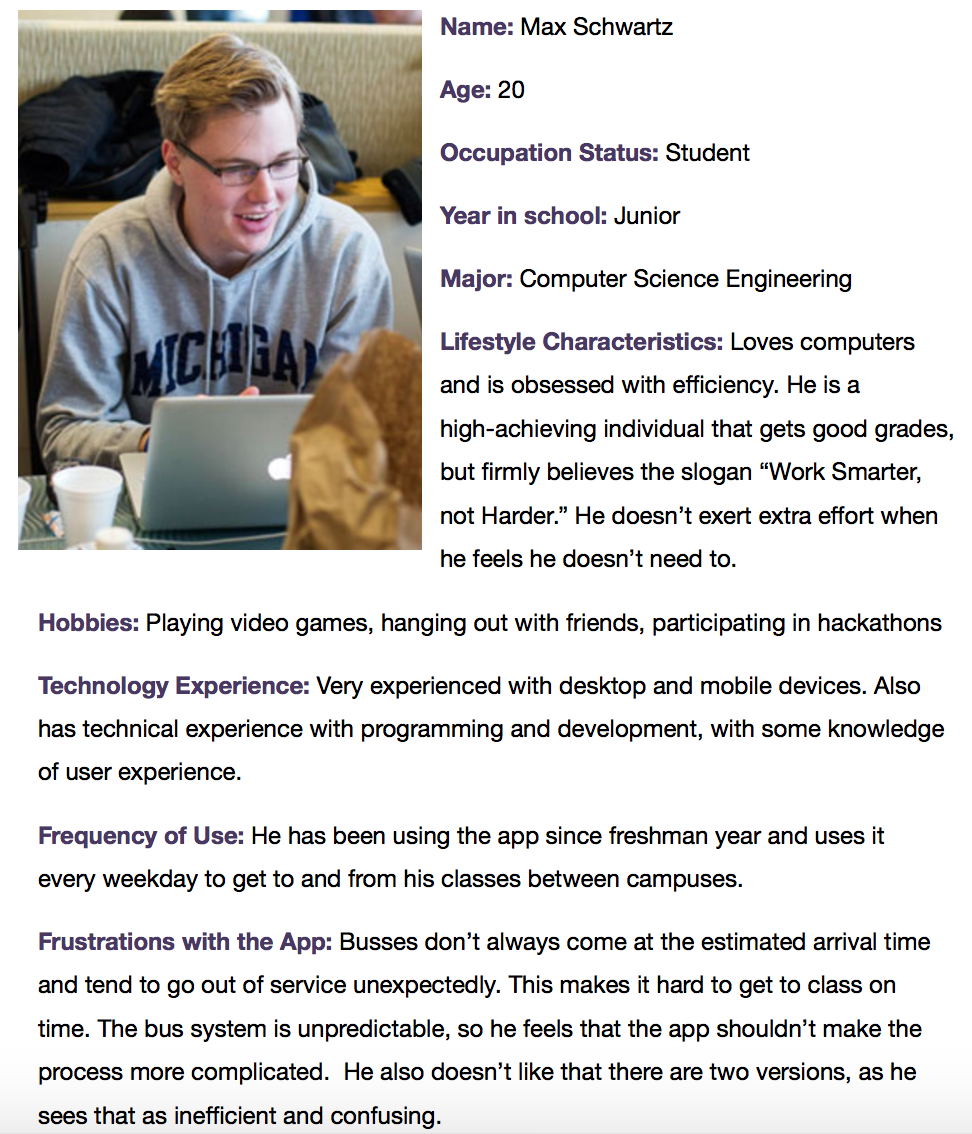 Name: Max Schwartz
Age: 20
Occupation Status: Student
Year in school: Junior
Major: Computer Science Engineering
Lifestyle Characteristics: Loves computers
and is obsessed with efficiency. He is a
high-achieving individual that gets good grades,
but firmly believes the slogan “Work Smarter,
not Harder.” He doesn’t exert extra effort when
he feels he doesn’t need to.
MICHIGAN
Hobbies: Playing video games, hanging out with friends, participating in hackathons
Technology Experience: Very experienced with desktop and mobile devices. Also
has technical experience with programming and development, with some knowledge
of user experience.
Frequency of Use: He has been using the app since freshman year and uses it
every weekday to get to and from his classes between campuses.
Frustrations with the App: Busses don’t always come at the estimated arrival time
and tend to go out of service unexpectedly. This makes it hard to get to class on
time. The bus system is unpredictable, so he feels that the app shouldn’t make the
process more complicated.  He also doesn’t like that there are two versions, as he
sees that as inefficient and confusing.